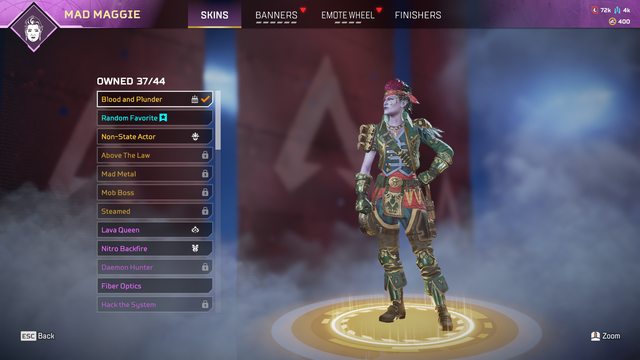 MAD MAGGIE
SKINS
BANNERS
EMOTE WHEEL
FINISHERS
72k
4k
400
OWNED 37/44
Blood and Plunder
Random Favorite
Non-State Actor
Above The Law
Mad Metal
Mob Boss
Steamed
Lava Queen
Nitro Backfire
Daemon Hunter
Fiber Optics
Hack the System
ESC Back
Zoom